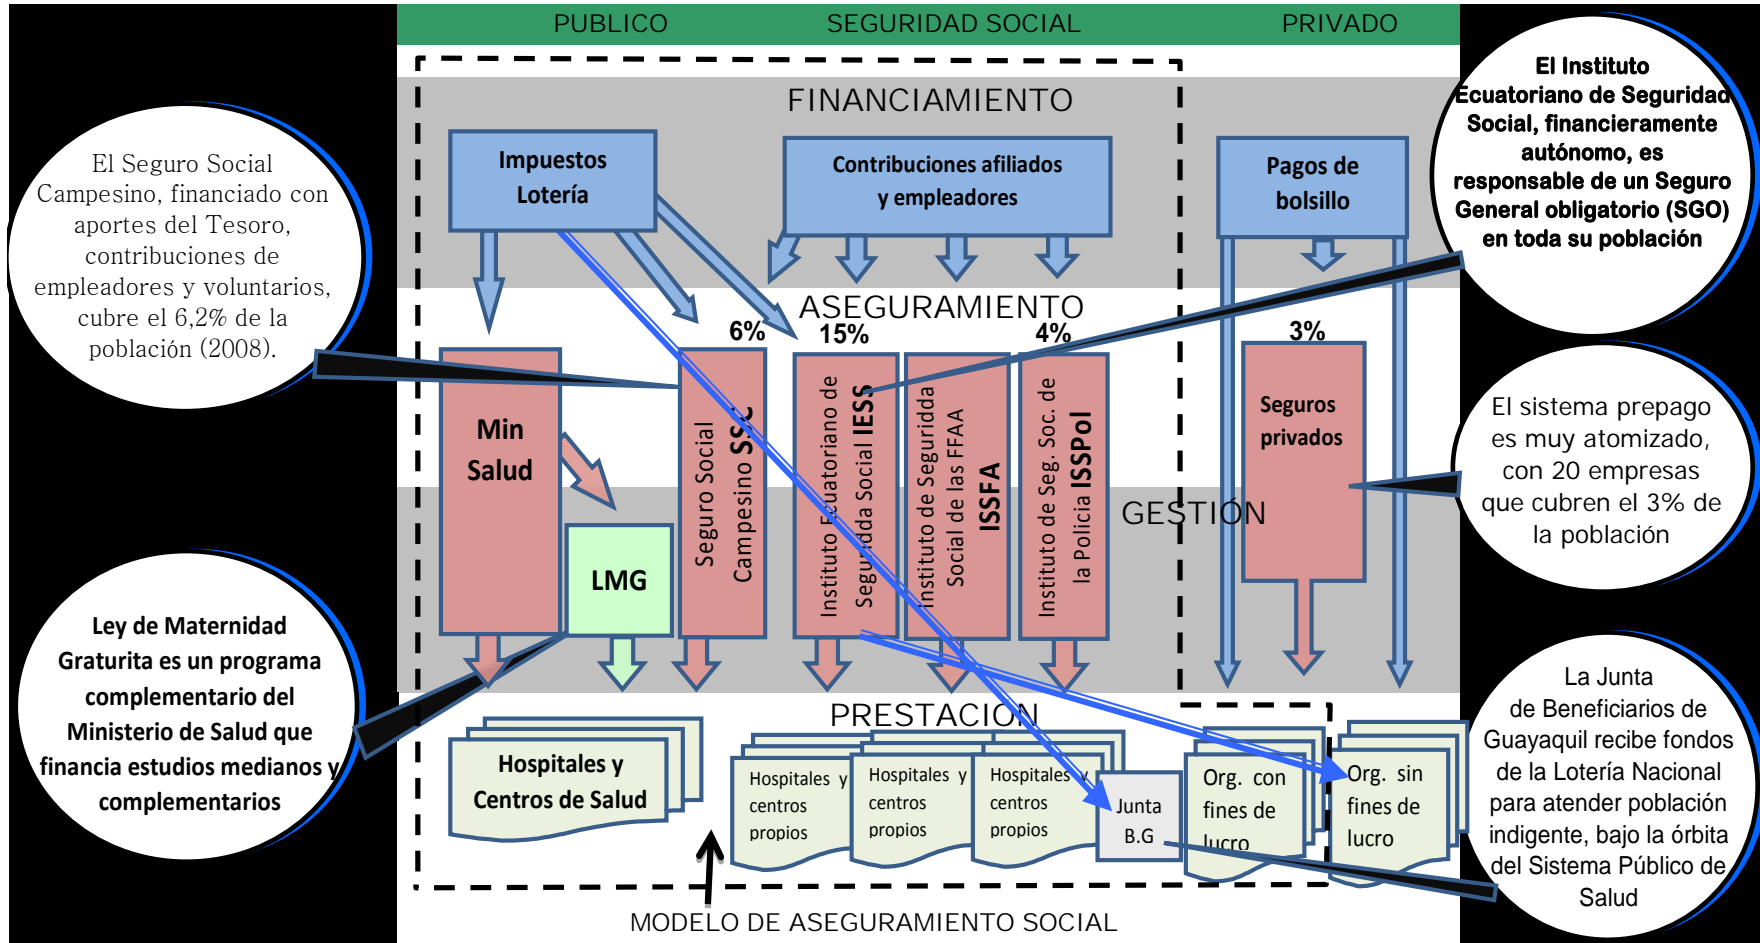 PUBLICO
SEGURIDAD SOCIAL
PRIVADO
FINANCIAMIENTO
Impuestos
Lotería
Contribuciones afiliados
y empleadores
Pagos de
bolsillo
ASEGURAMIENTO
6%
15%
4%
3%
Min
Salud
LMG
Seguro Social
Campesino SSC
Instituto Ecuatoriano de
Seguridda Social IESS
Instituto de Seguridda
Social de las FFAA
ISSFA
Instituto de Seg. Soc. de
la Policia ISSPol
Seguros
privados
GESTIÓN
PRESTACIÓN
Hospitales y
Centros de Salud
Hospitales y
centros
propios
Hospitales y
centros
propios
Hospitales y
centros
propios
Junta
B.G
Org. con
fines de
lucro
Org. sin
fines de
lucro
MODELO DE ASEGURAMIENTO SOCIAL
El Seguro Social
Campesino, financiado con
aportes del Tesoro,
contribuciones de
empleadores y voluntarios,
cubre el 6,2% de la
población (2008).
Ley de Maternidad
Graturita es un programa
complementario del
Ministerio de Salud que
financia estudios medianos y
complementarios
El Instituto
Ecuatoriano de Seguridad
Social, financieramente
autónomo, es
responsable de un Seguro
General obligatorio (SGO)
en toda su población
El sistema prepago
es muy atomizado,
con 20 empresas
que cubren el 3% de
la población
La Junta
de Beneficiarios de
Guayaquil recibe fondos
de la Lotería Nacional
para atender población
indigente, bajo la órbita
del Sistema Público de
Salud